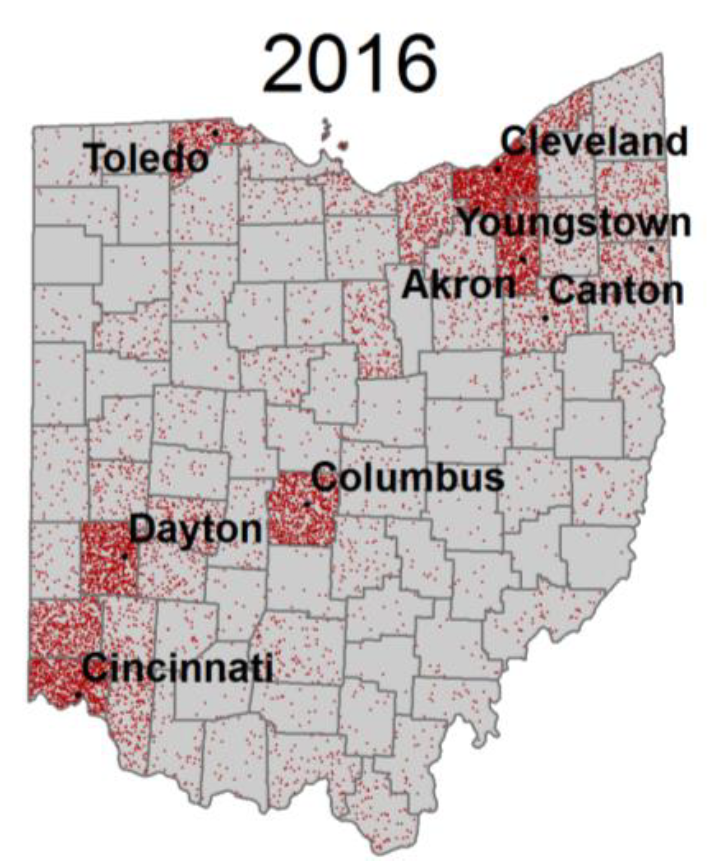 2016
Cleveland
Toledo
Youngstown
Akron
Canton
Columbus
Dayton
Cincinnati